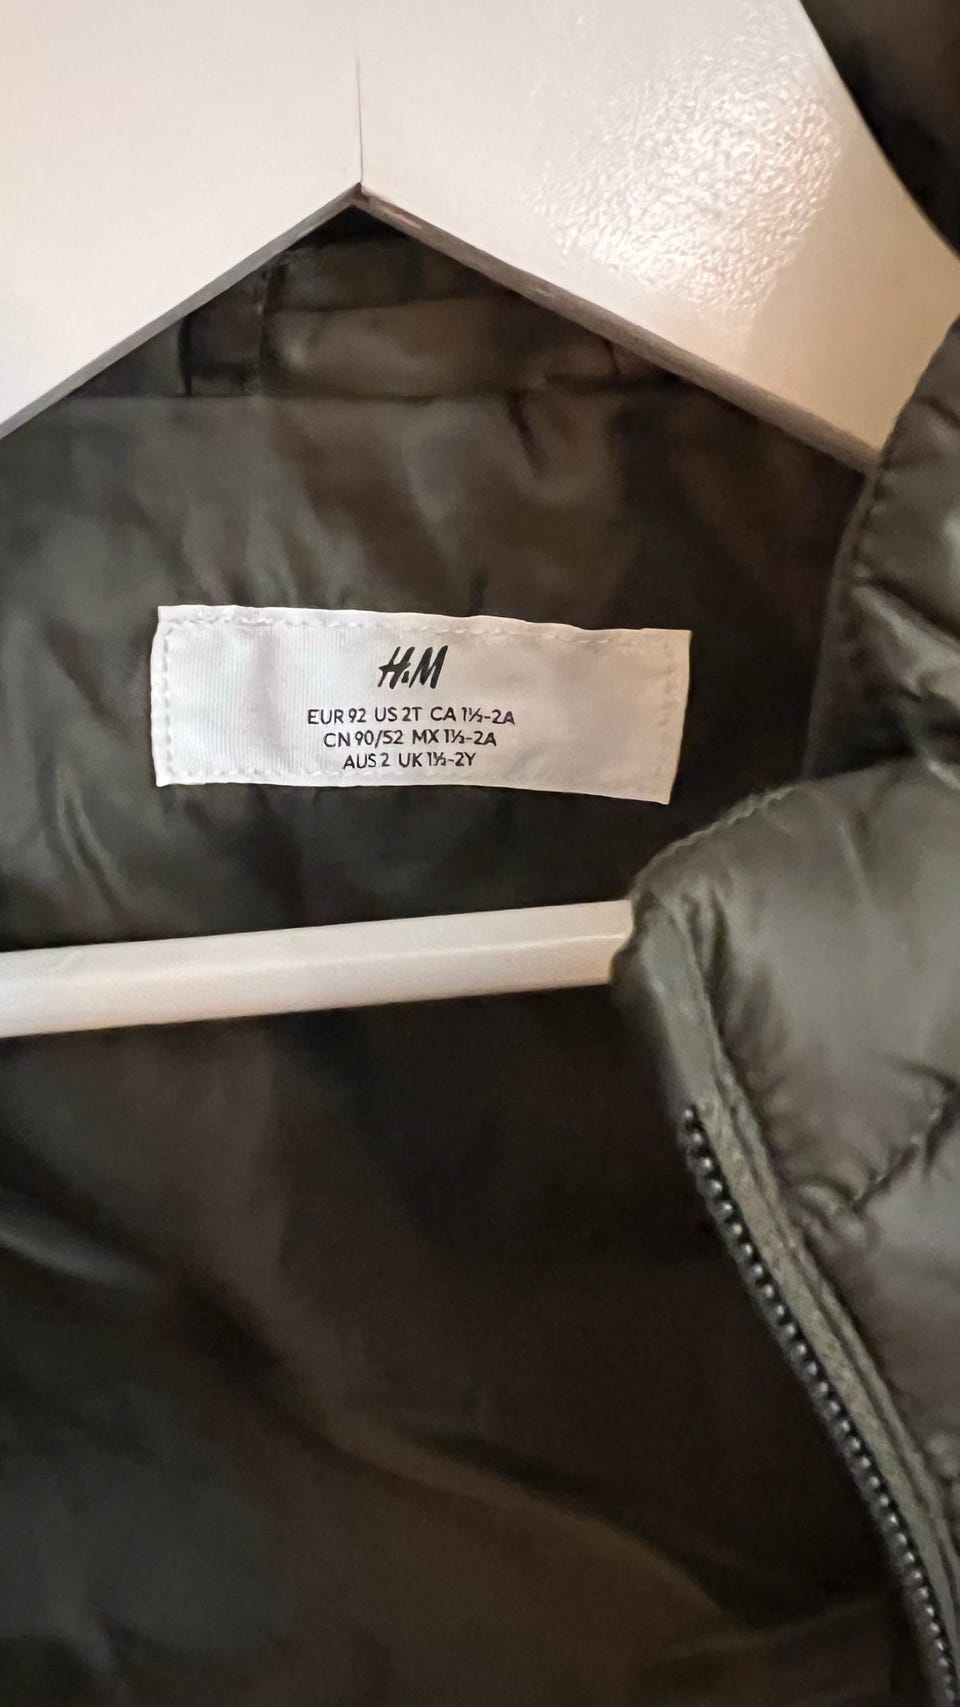 H&M
EUR 92 US 2T CA 1½-2A
CN 90/52 MX 1½-2A
AUS 2 UK 1½-2Y